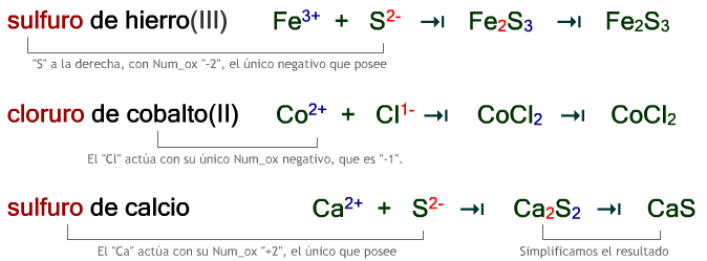 sulfuro de hierro(III) Fe³⁺ + S²⁻ →I Fe₂S₃ →I Fe₂S₃
"S" a la derecha, con Num_ox "-2", el único negativo que posee
cloruro de cobalto(II) Co²⁺ + Cl¹⁻ →I CoCl₂ →I CoCl₂
El "Cl" actúa con su único Num_ox negativo, que es "-1".
sulfuro de calcio Ca²⁺ + S²⁻ →I Ca₂S₂ →I CaS
El "Ca" actúa con su Num_ox "+2", el único que posee
Simplificamos el resultado